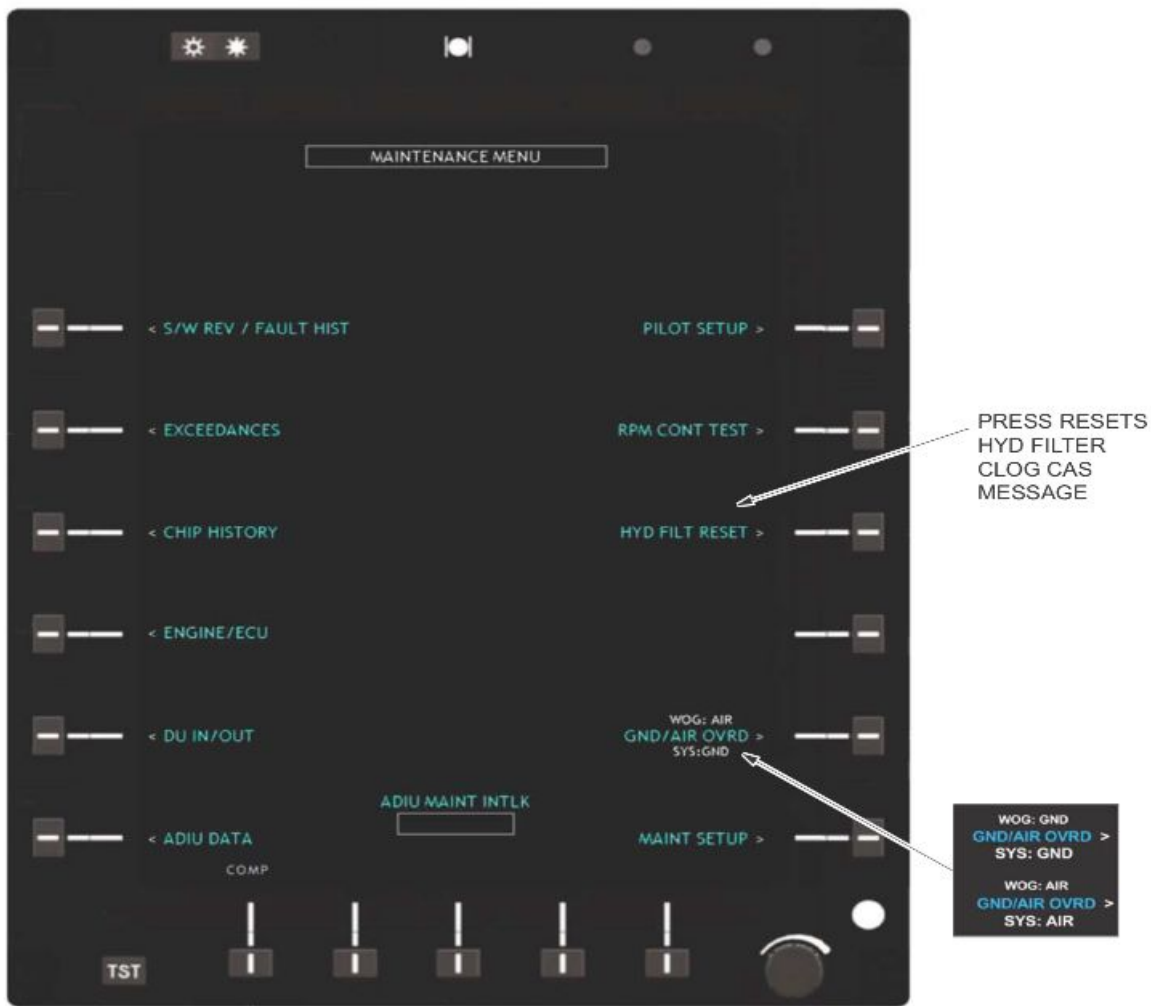 MAINTENANCE MENU
< S/W REV / FAULT HIST
PILOT SETUP >
< EXCEEDANCES
RPM CONT TEST >
PRESS RESETS
HYD FILTER
CLOG CAS
MESSAGE
< CHIP HISTORY
HYD FILT RESET >
< ENGINE/ECU
< DU IN/OUT
WOG: AIR
GND/AIR OVRD >
SYS:GND
ADIU MAINT INTLK
< ADIU DATA
MAINT SETUP >
COMP
WOG: GND
GND/AIR OVRD >
SYS: GND
WOG: AIR
GND/AIR OVRD >
SYS: AIR
TST